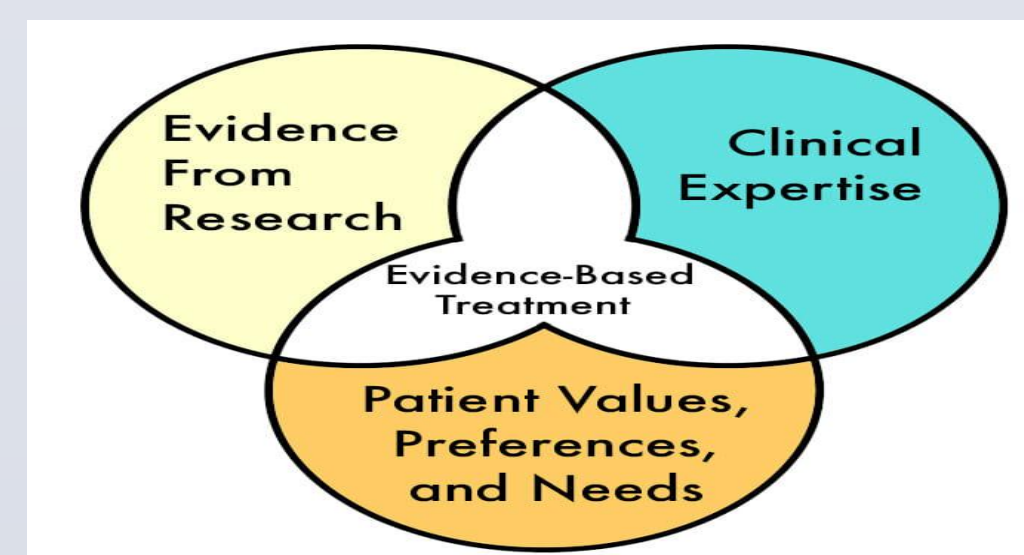 Evidence
From
Research
Clinical
Expertise
Evidence-Based
Treatment
Patient Values,
Preferences,
and Needs